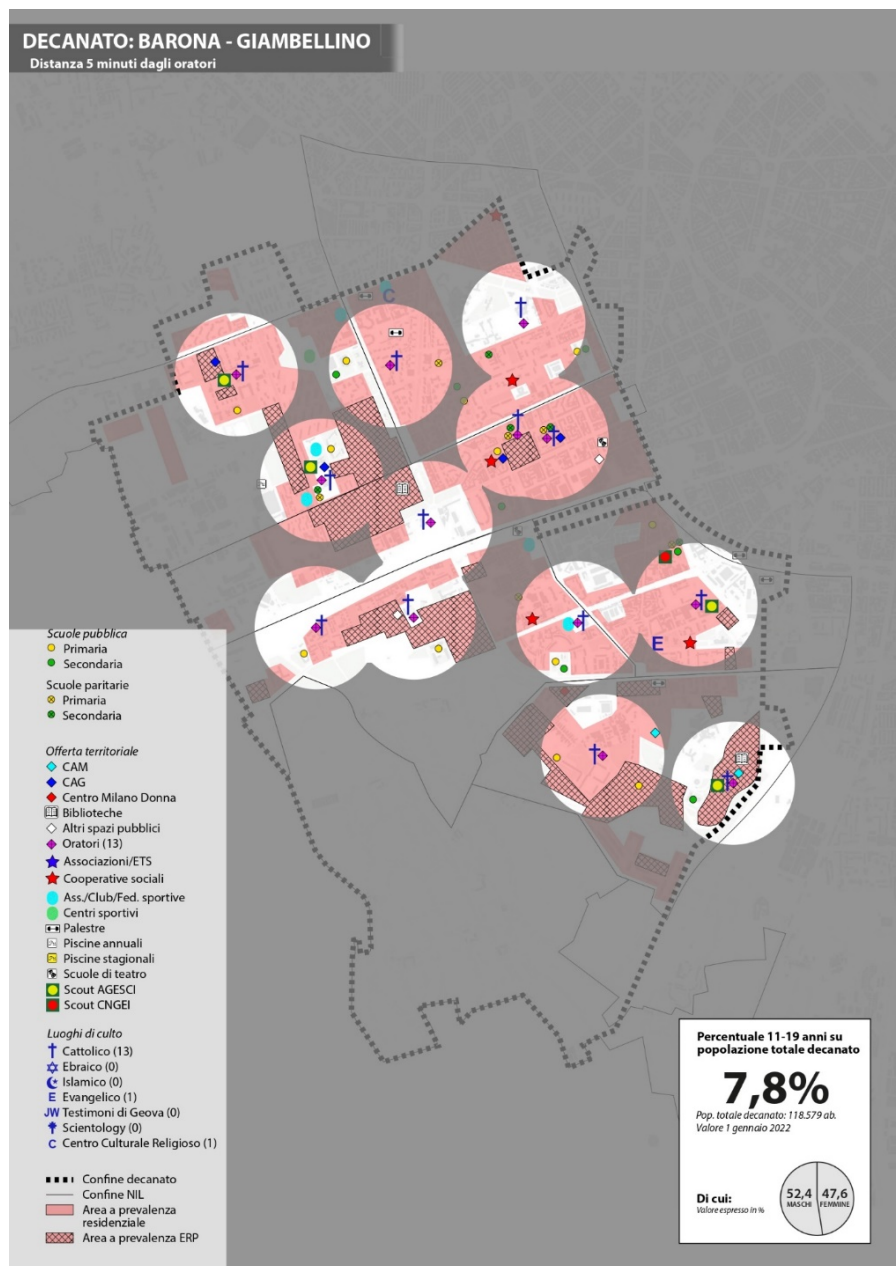 DECANATO: BARONA - GIAMBELLINO
Distanza 5 minuti dagli oratori
C
E
Scuole pubblica
Primaria
Secondaria
Scuole paritarie
Primaria
Secondaria
Offerta territoriale
CAM
CAG
Centro Milano Donna
Biblioteche
Altri spazi pubblici
Oratori (13)
Associazioni/ETS
Cooperative sociali
Ass./Club/Fed. sportive
Centri sportivi
Palestre
Piscine annuali
Piscine stagionali
Scuole di teatro
Scout AGESCI
Scout CNGEI
Luoghi di culto
Cattolico (13)
Ebraico (0)
Islamico (0)
E Evangelico (1)
JW Testimoni di Geova (0)
Scientology (0)
C Centro Culturale Religioso (1)
Confine decanato
Confine NIL
Area a prevalenza
residenziale
Area a prevalenza ERP
Percentuale 11-19 anni su
popolazione totale decanato
7,8%
Pop. totale decanato: 118.579 ab.
Valore 1 gennaio 2022
Di cui:
Valore espresso in %
52,4 47,6
MASCHI FEMMINE